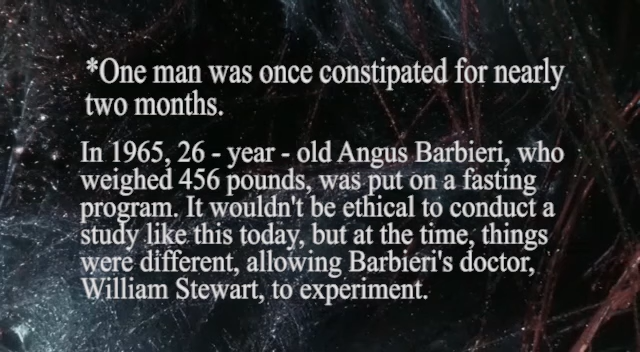 *One man was once constipated for nearly
two months.
In 1965, 26 - year - old Angus Barbieri, who
weighed 456 pounds, was put on a fasting
program. It wouldn't be ethical to conduct a
study like this today, but at the time, things
were different, allowing Barbieri's doctor,
William Stewart, to experiment.